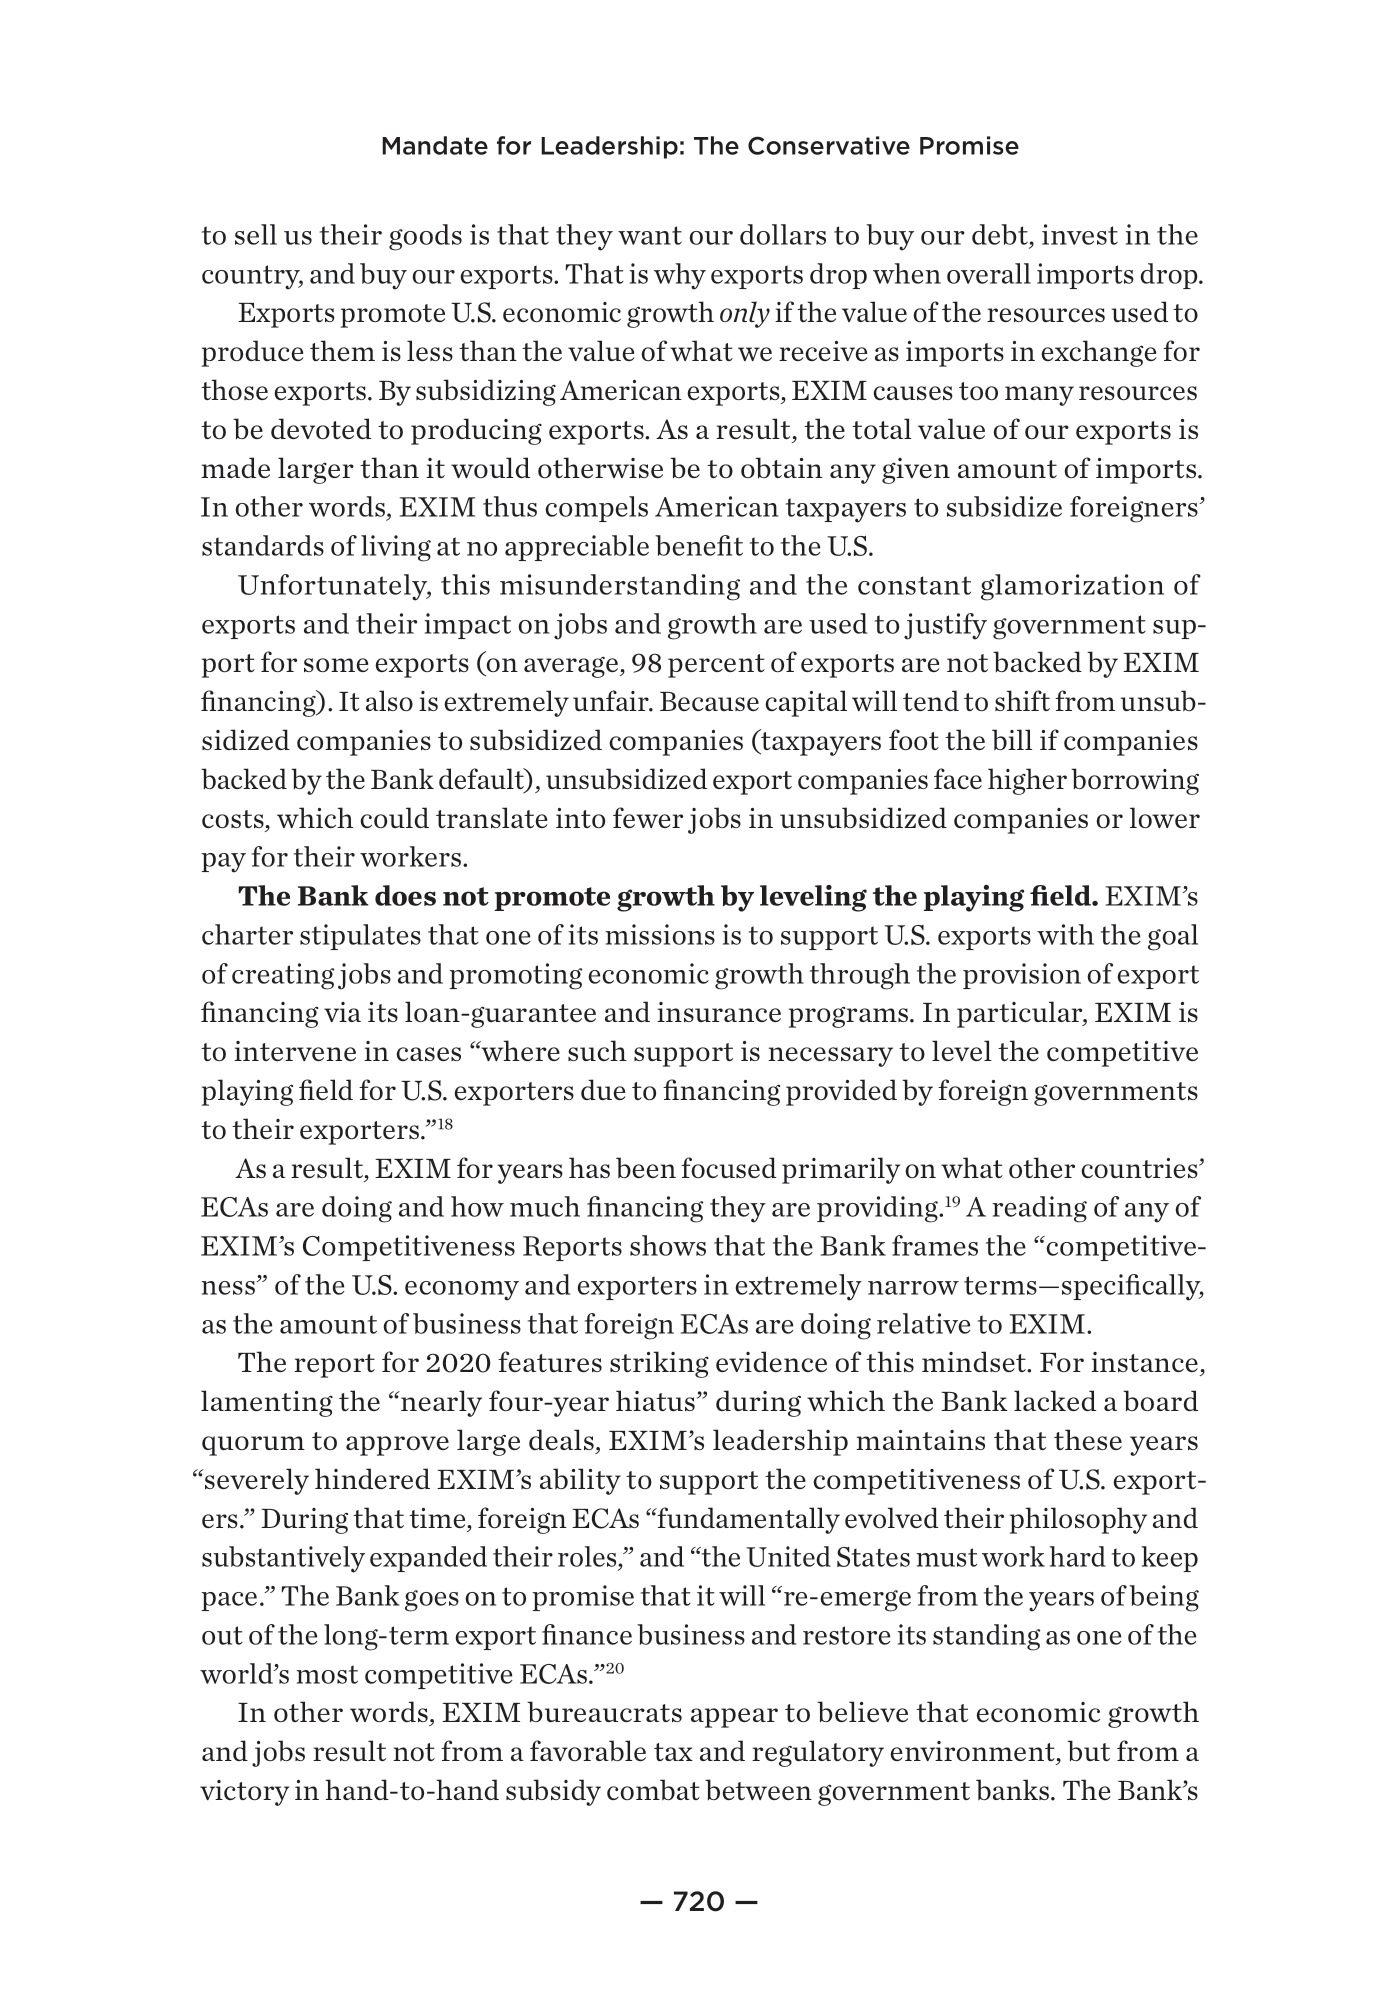 Mandate for Leadership: The Conservative Promise
to sell us their goods is that they want our dollars to buy our debt, invest in the
country, and buy our exports. That is why exports drop when overall imports drop.
Exports promote U.S. economic growth only if the value of the resources used to
produce them is less than the value of what we receive as imports in exchange for
those exports. By subsidizing American exports, EXIM causes too many resources
to be devoted to producing exports. As a result, the total value of our exports is
made larger than it would otherwise be to obtain any given amount of imports.
In other words, EXIM thus compels American taxpayers to subsidize foreigners’
standards of living at no appreciable benefit to the U.S.
Unfortunately, this misunderstanding and the constant glamorization of
exports and their impact on jobs and growth are used to justify government sup-
port for some exports (on average, 98 percent of exports are not backed by EXIM
financing). It also is extremely unfair. Because capital will tend to shift from unsub-
sidized companies to subsidized companies (taxpayers foot the bill if companies
backed by the Bank default), unsubsidized export companies face higher borrowing
costs, which could translate into fewer jobs in unsubsidized companies or lower
pay for their workers.
The Bank does not promote growth by leveling the playing field. EXIM’s
charter stipulates that one of its missions is to support U.S. exports with the goal
of creating jobs and promoting economic growth through the provision of export
financing via its loan-guarantee and insurance programs. In particular, EXIM is
to intervene in cases “where such support is necessary to level the competitive
playing field for U.S. exporters due to financing provided by foreign governments
to their exporters.”18
As a result, EXIM for years has been focused primarily on what other countries’
ECAs are doing and how much financing they are providing.19 A reading of any of
EXIM’s Competitiveness Reports shows that the Bank frames the “competitive-
ness” of the U.S. economy and exporters in extremely narrow terms—specifically,
as the amount of business that foreign ECAs are doing relative to EXIM.
The report for 2020 features striking evidence of this mindset. For instance,
lamenting the “nearly four-year hiatus” during which the Bank lacked a board
quorum to approve large deals, EXIM’s leadership maintains that these years
“severely hindered EXIM’s ability to support the competitiveness of U.S. export-
ers.” During that time, foreign ECAs “fundamentally evolved their philosophy and
substantively expanded their roles,” and “the United States must work hard to keep
pace.” The Bank goes on to promise that it will “re-emerge from the years of being
out of the long-term export finance business and restore its standing as one of the
world’s most competitive ECAs.”20
In other words, EXIM bureaucrats appear to believe that economic growth
and jobs result not from a favorable tax and regulatory environment, but from a
victory in hand-to-hand subsidy combat between government banks. The Bank’s
— 720 —